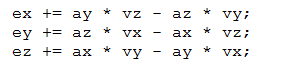 ex += ay * vz - az * vy;
ey += az * vx - ax * vz;
ez += ax * vy - ay * vx;